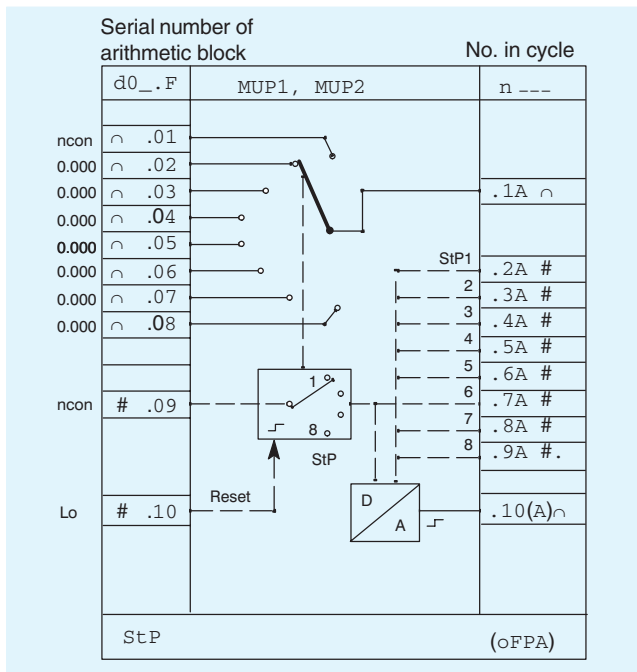 Serial number of
arithmetic block
No. in cycle
d0_.F MUP1, MUP2 n ---
ncon ∩ .01
0.000 ∩ .02
0.000 ∩ .03 .1A ∩
0.000 ∩ .04
0.000 ∩ .05
0.000 ∩ .06 StP1 .2A #
0.000 ∩ .07 2 .3A #
0.000 ∩ .08 3 .4A #
4 .5A #
5 .6A #
ncon # .09 1 6 .7A #
8 7 .8A #
StP 8 .9A #.
Lo # .10 Reset D A .10(A)∩
StP (oFPA)